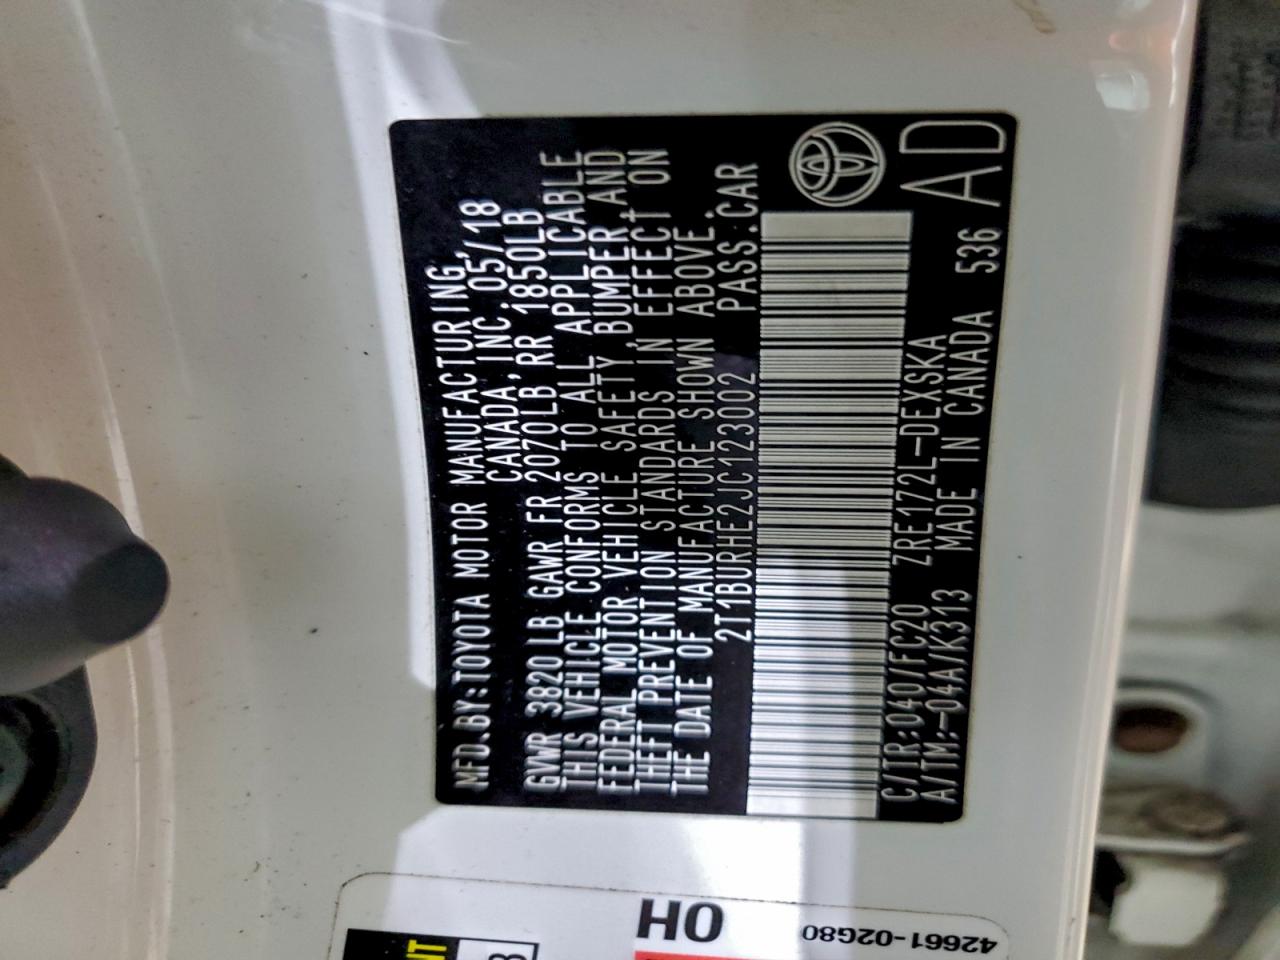 MFD.BY:TOYOTA MOTOR MANUFACTURING,
CANADA,INC. 05/18
GVWR 3820LB GAWR FR 2070LB RR 1850LB
THIS VEHICLE CONFORMS TO ALL APPLICABLE
FEDERAL MOTOR VEHICLE SAFETY, BUMPER, AND
THEFT PREVENTION STANDARDS IN EFFECT ON
THE DATE OF MANUFACTURE SHOWN ABOVE.
2T1BURHE2JC123002 PASS.CAR
C/TR:040/FC20 ZRE172L-DEXSKA
A/TM:-04A/K313 MADE IN CANADA 536 AD
0H
42661-02G80